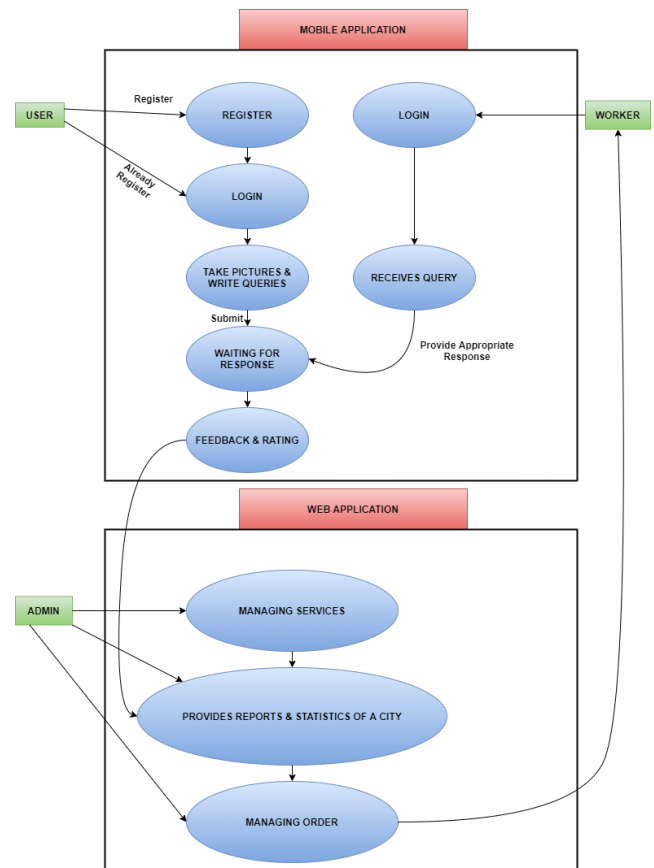 MOBILE APPLICATION
Register
USER
REGISTER
LOGIN
WORKER
Already
Register
LOGIN
TAKE PICTURES &
WRITE QUERIES
RECEIVES QUERY
Submit
WAITING FOR
RESPONSE
Provide Appropriate
Response
FEEDBACK & RATING
WEB APPLICATION
ADMIN
MANAGING SERVICES
PROVIDES REPORTS & STATISTICS OF A CITY
MANAGING ORDER